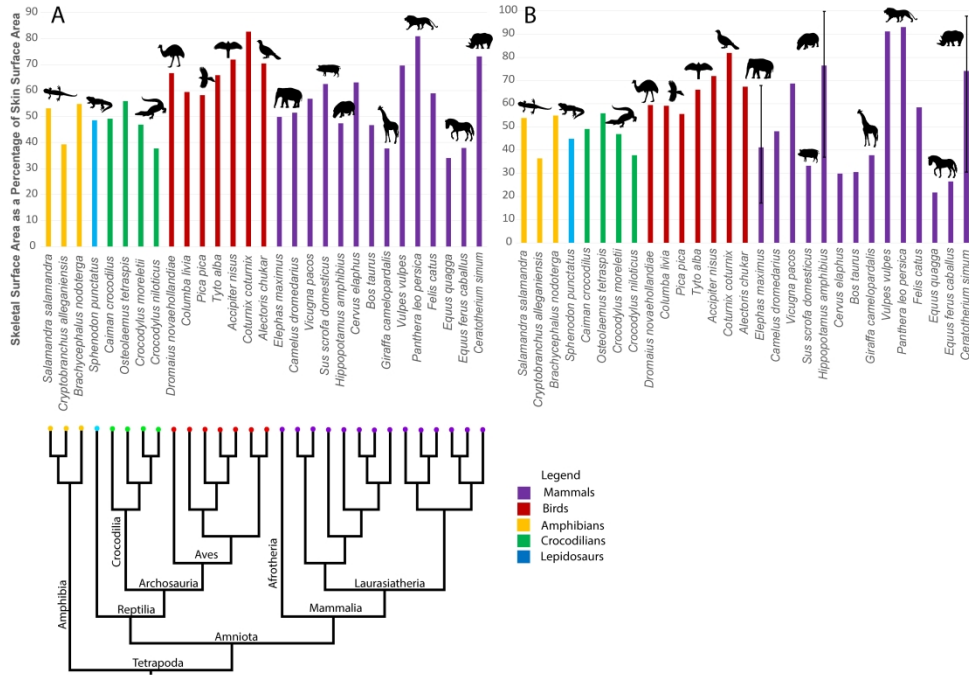 A
B
Skeletal Surface Area as a Percentage of Skin Surface Area
90
80
70
60
50
40
30
20
10
0
Salamandra salamandra
Cryptobranchus alleganiensis
Brachycephalus nodoterga
Sphenodon punctatus
Caiman crocodilus
Osteolaemus tetraspis
Crocodylus moreletii
Crocodylus niloticus
Dromaius novaehollandiae
Columba livia
Pica pica
Tyto alba
Accipiter nisus
Coturnix coturnix
Alectoris chukar
Elephas maximus
Camelus dromedarius
Vicugna pacos
Sus scrofa domesticus
Hippopotamus amphibius
Cervus elaphus
Bos taurus
Giraffa camelopardalis
Vulpes vulpes
Panthera leo persica
Felis catus
Equus quagga
Equus ferus caballus
Ceratotherium simum
100
90
80
70
60
50
40
30
20
10
0
Salamandra salamandra
Cryptobranchus alleganiensis
Brachycephalus nodoterga
Sphenodon punctatus
Caiman crocodilus
Osteolaemus tetraspis
Crocodylus moreletii
Crocodylus niloticus
Dromaius novaehollandiae
Columba livia
Pica pica
Tyto alba
Accipiter nisus
Coturnix coturnix
Alectoris chukar
Elephas maximus
Camelus dromedarius
Vicugna pacos
Sus scrofa domesticus
Hippopotamus amphibius
Cervus elaphus
Bos taurus
Giraffa camelopardalis
Vulpes vulpes
Panthera leo persica
Felis catus
Equus quagga
Equus ferus caballus
Ceratotherium simum
Amphibia
Crocodilia
Aves
Archosauria
Reptilia
Afrotheria
Laurasiatheria
Mammalia
Amniota
Tetrapoda
Legend
Mammals
Birds
Amphibians
Crocodilians
Lepidosaurs